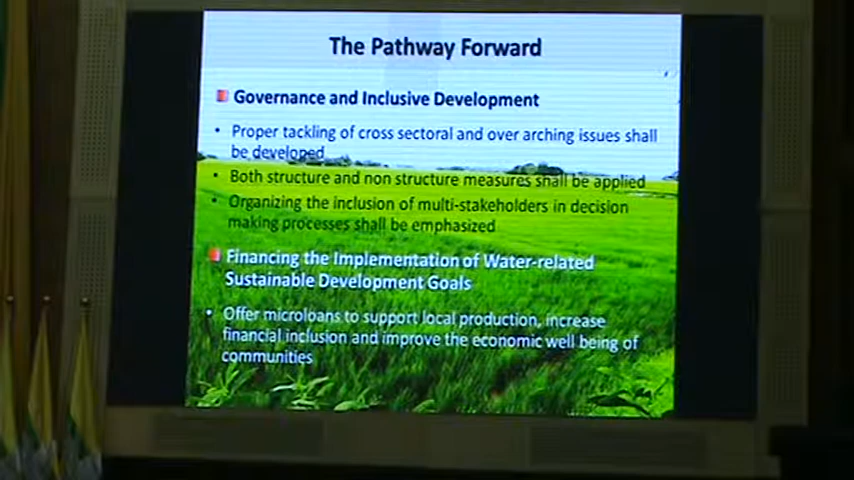 The Pathway Forward
Governance and Inclusive Development
• Proper tackling of cross sectoral and over arching issues shall
be developed
• Both structure and non structure measures shall be applied
• Organizing the inclusion of multi-stakeholders in decision
making processes shall be emphasized
Financing the Implementation of Water-related
Sustainable Development Goals
• Offer microloans to support local production, increase
financial inclusion and improve the economic well being of
communities